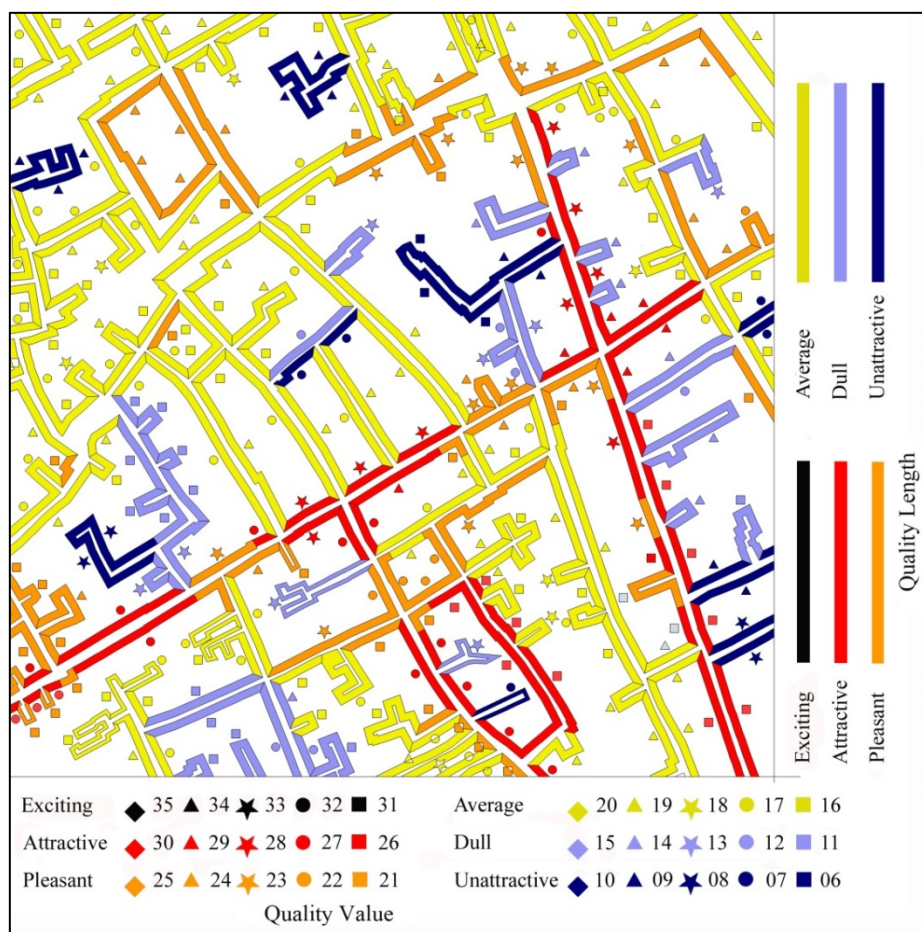 Average
Dull
Unattractive
Exciting
Attractive
Pleasant
Quality Length
Exciting 35 34 33 32 31
Average 20 19 18 17 16
Attractive 30 29 28 27 26
Dull 15 14 13 12 11
Pleasant 25 24 23 22 21
Unattractive 10 09 08 07 06
Quality Value